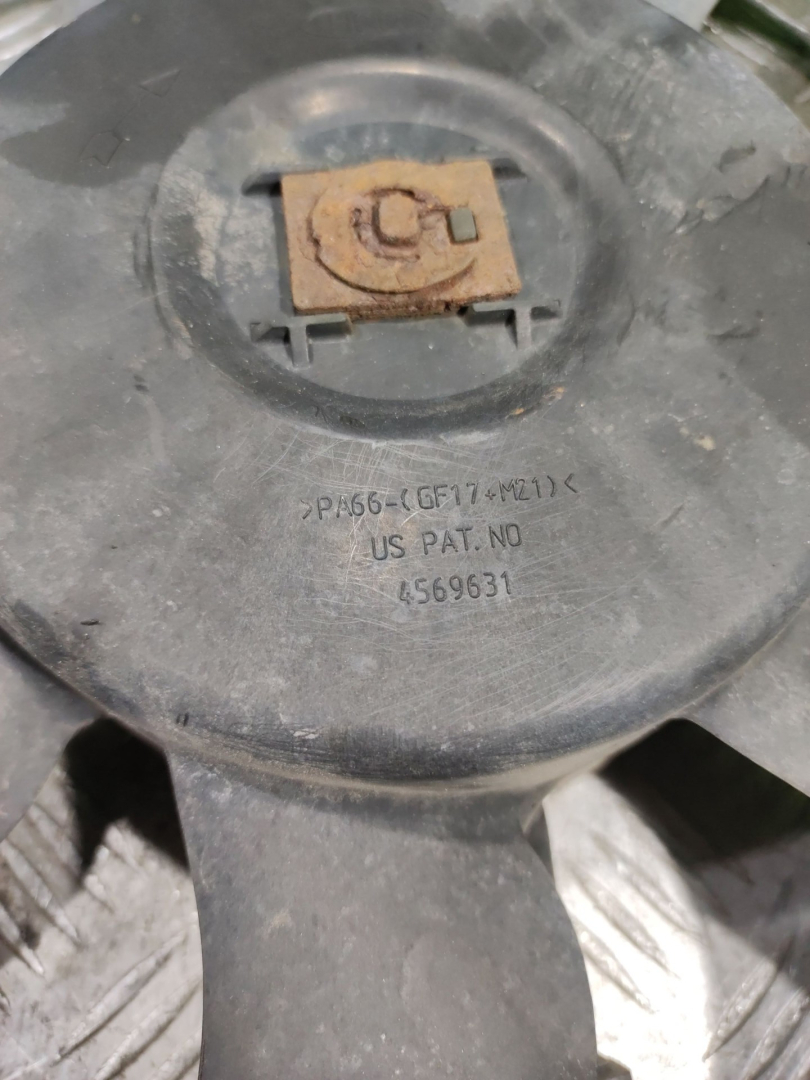 >PA66-(GF17+M21)<
US PAT. NO
4569631